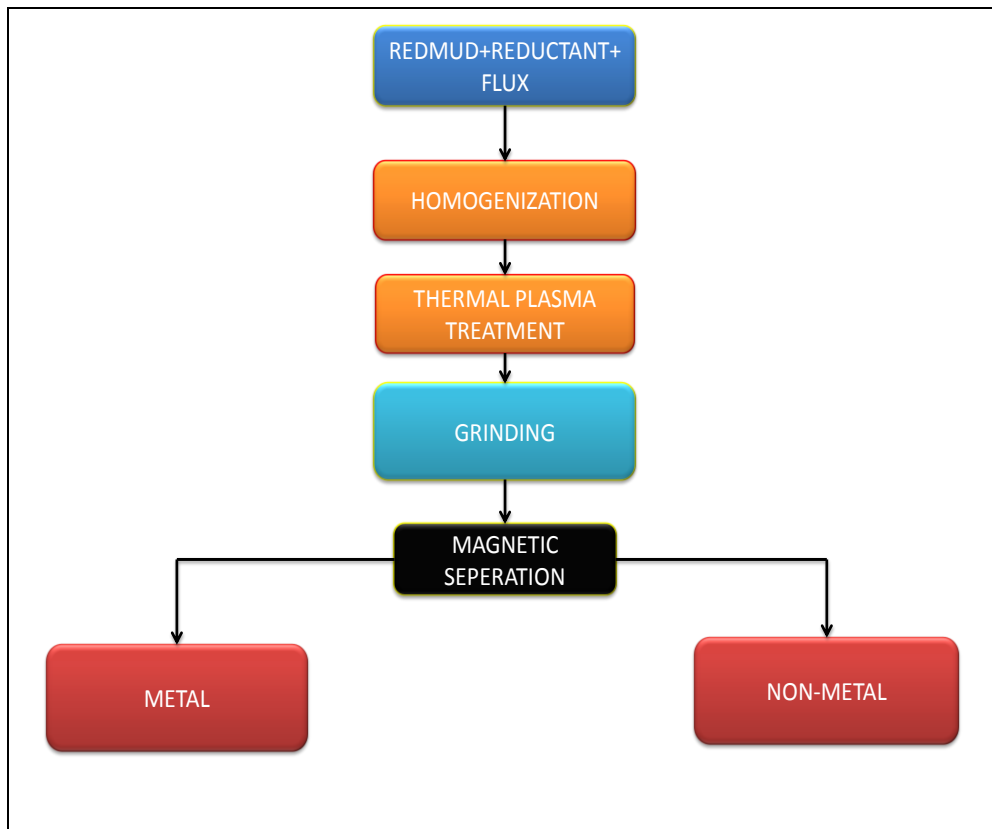 REDMUD+REDUCTANT+
FLUX
HOMOGENIZATION
THERMAL PLASMA
TREATMENT
GRINDING
MAGNETIC
SEPERATION
METAL
NON-METAL